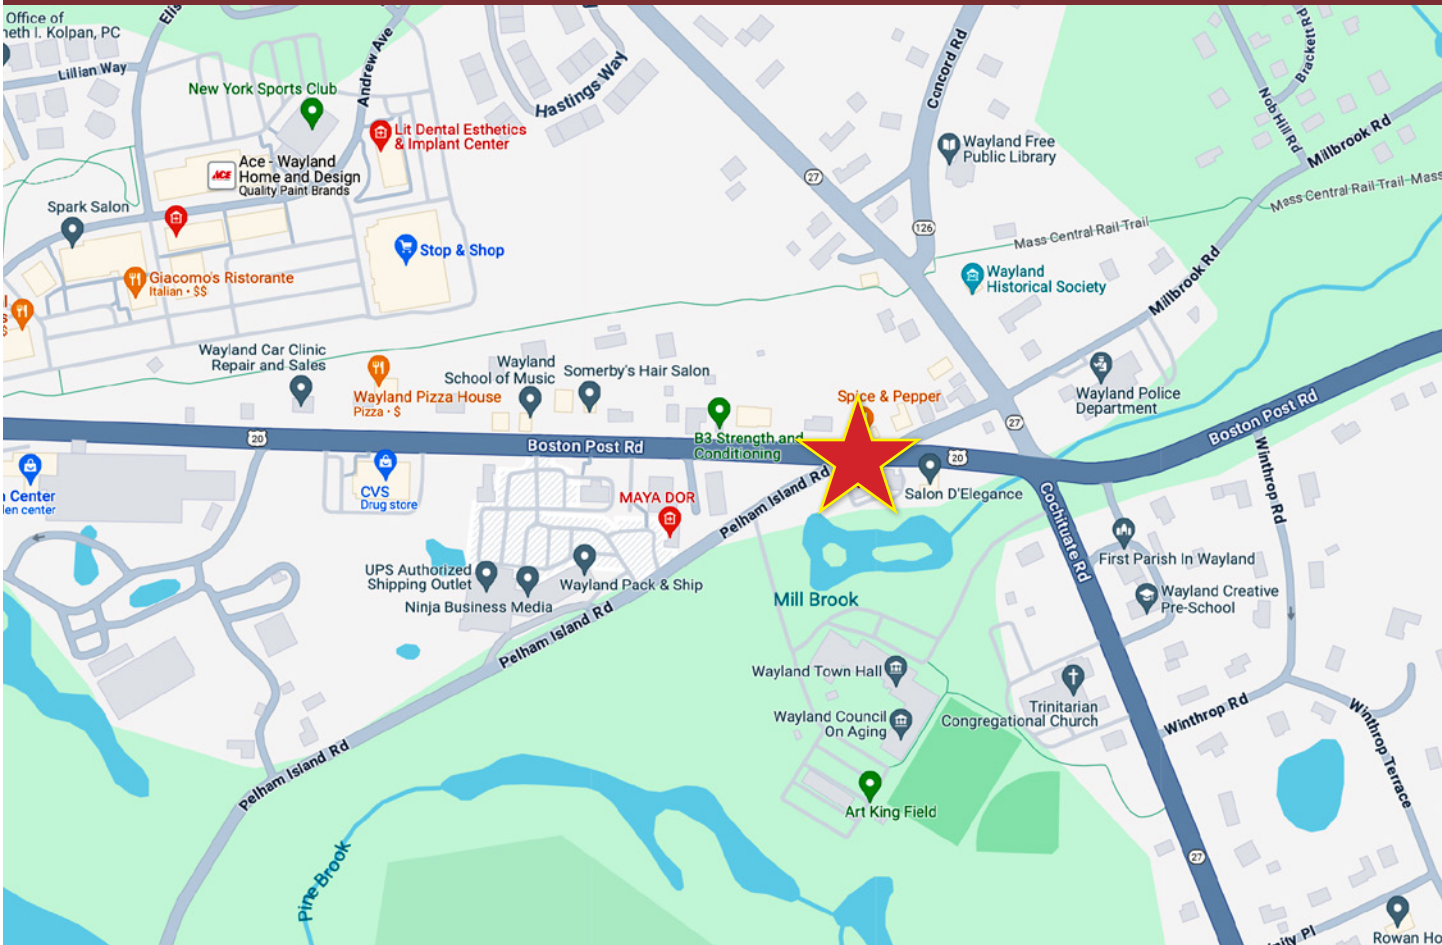 Office of
neth I. Kolpan, PC
Lillian Way
Andrew Ave
Hastings Way
Concord Rd
Brackett Rd
Nob Hill Rd
Millbrook Rd
New York Sports Club
Lit Dental Esthetics
& Implant Center
Ace - Wayland
Home and Design
Quality Paint Brands
ACE
Wayland Free
Public Library
27
126
Mass Central Rail Trail
Mass Central Rail Trail
Mass
Spark Salon
Stop & Shop
Giacomo's Ristorante
Italian • $$
Wayland
Historical Society
Millbrook Rd
Wayland Car Clinic
Repair and Sales
Wayland Pizza House
Pizza • $
Wayland
School of Music
Somerby's Hair Salon
Spice & Pepper
Wayland Police
Department
20
Boston Post Rd
B3 Strength and
Conditioning
27
20
Boston Post Rd
Center
len center
CVS
Drug store
MAYA DOR
Pelham Island Rd
Salon D'Elegance
Cochituate Rd
Winthrop Rd
First Parish In Wayland
UPS Authorized
Shipping Outlet
Ninja Business Media
Wayland Pack & Ship
Mill Brook
Wayland Creative
Pre-School
Pelham Island Rd
Wayland Town Hall
Wayland Council
On Aging
Trinitarian
Congregational Church
Winthrop Rd
Winthrop Terrace
Pelham Island Rd
Art King Field
Pine Brook
27
Rowan Ho